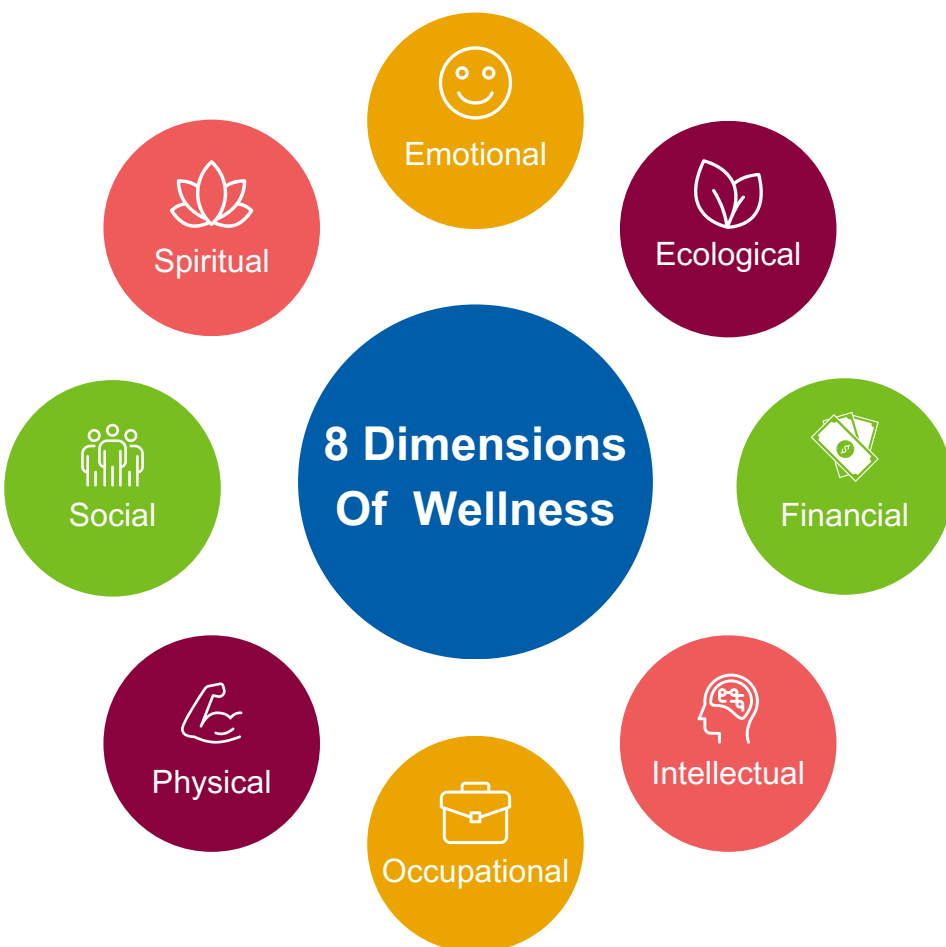 Emotional
Ecological
Spiritual
8 Dimensions
Of  Wellness
Social
Financial
Intellectual
Physical
Occupational